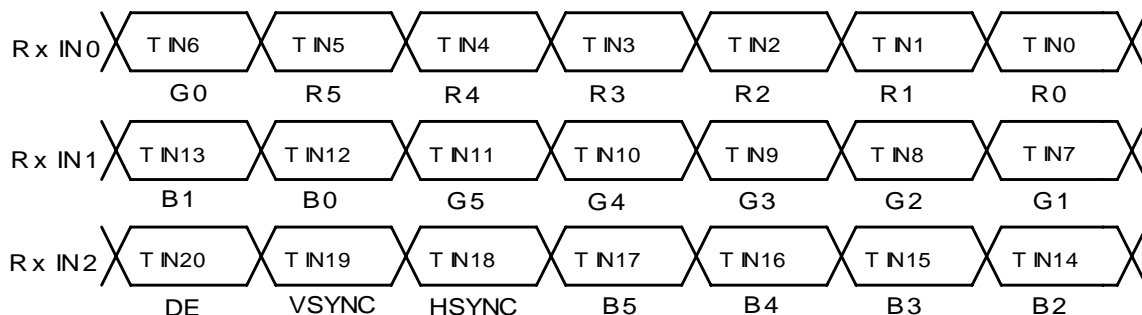 Rx IN0 TIN6 TIN5 TIN4 TIN3 TIN2 TIN1 TIN0
G0 R5 R4 R3 R2 R1 R0
Rx IN1 TIN13 TIN12 TIN11 TIN10 TIN9 TIN8 TIN7
B1 B0 G5 G4 G3 G2 G1
Rx IN2 TIN20 TIN19 TIN18 TIN17 TIN16 TIN15 TIN14
DE VSYNC HSYNC B5 B4 B3 B2